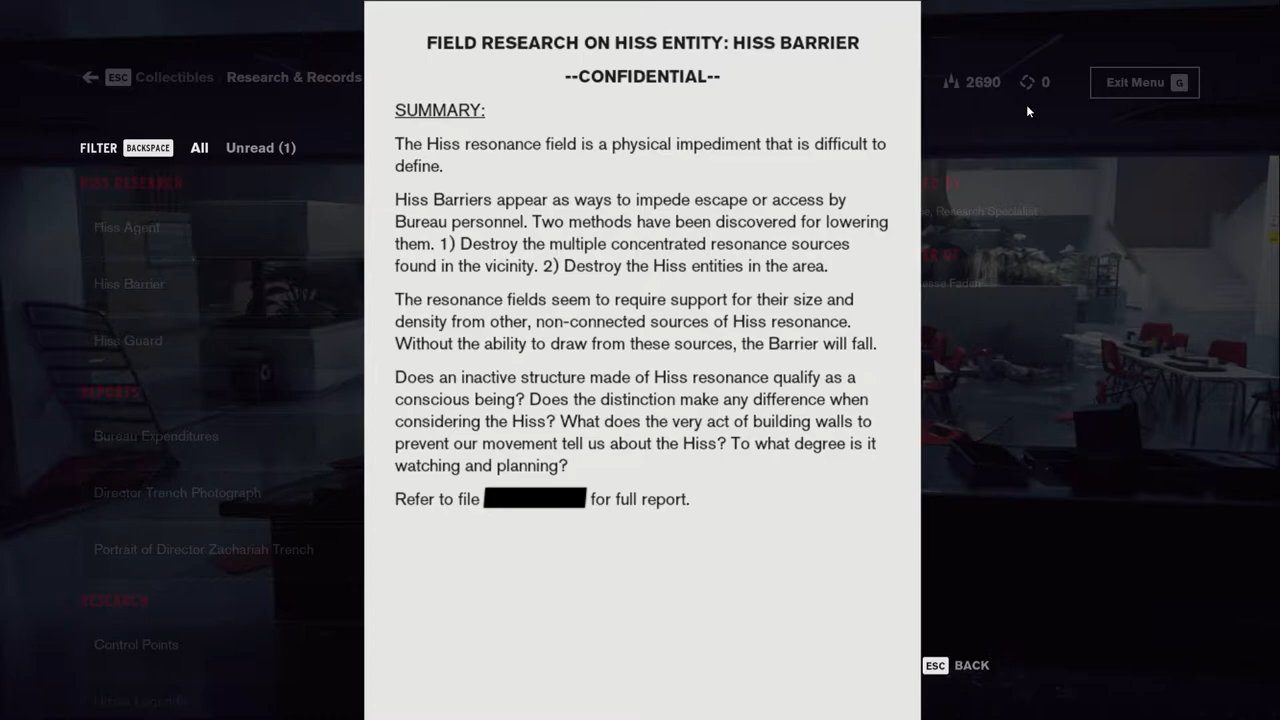 FIELD RESEARCH ON HISS ENTITY: HISS BARRIER
--CONFIDENTIAL--
ESC Collectibles Research & Records
2690 0 Exit Menu G
SUMMARY:
The Hiss resonance field is a physical impediment that is difficult to
define.
FILTER BACKSPACE All Unread (1)
HISS RESEARCH
Hiss Agent
Hiss Barrier
Hiss Guard
REPORTS
Bureau Expenditures
Director Trench Photograph
Portrait of Director Zachariah Trench
RESEARCH
Control Points
Hiss Barriers appear as ways to impede escape or access by
Bureau personnel. Two methods have been discovered for lowering
them. 1) Destroy the multiple concentrated resonance sources
found in the vicinity. 2) Destroy the Hiss entities in the area.
The resonance fields seem to require support for their size and
density from other, non-connected sources of Hiss resonance.
Without the ability to draw from these sources, the Barrier will fall.
Does an inactive structure made of Hiss resonance qualify as a
conscious being? Does the distinction make any difference when
considering the Hiss? What does the very act of building walls to
prevent our movement tell us about the Hiss? To what degree is it
watching and planning?
Refer to file for full report.
Research Specialist
Faden
ESC BACK